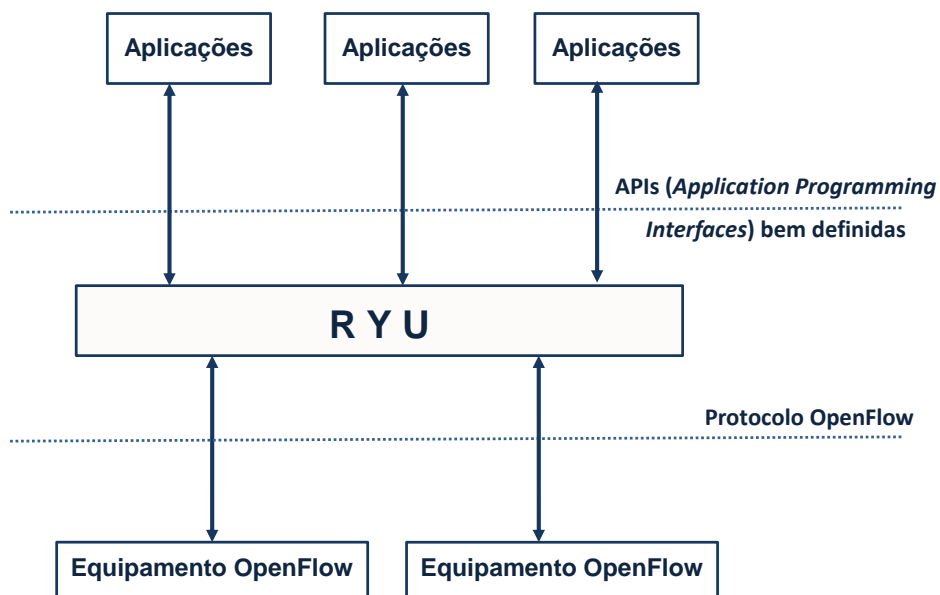 Aplicações
Aplicações
Aplicações
APIs (Application Programming
Interfaces) bem definidas
R Y U
Protocolo OpenFlow
Equipamento OpenFlow
Equipamento OpenFlow